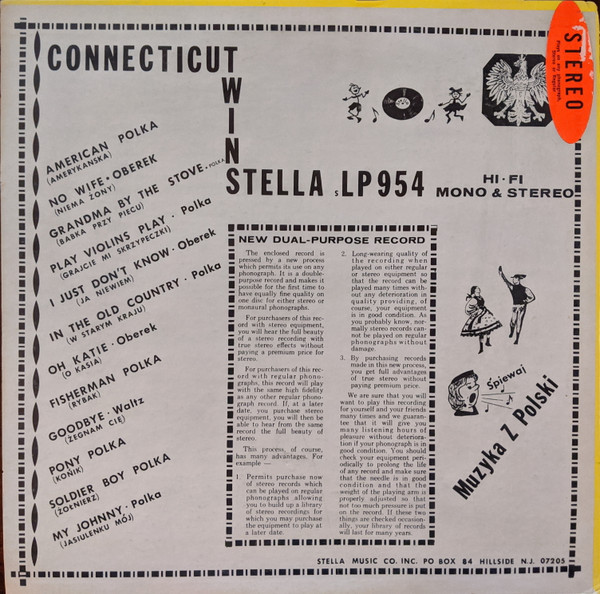 CONNECTICUT
TWINS
STELLA SLP954
HI-FI
MONO & STEREO
STEREO
AMERICAN POLKA
(AMERYKANSKA)
NO WIFE · OBEREK
(NIEMA ŻONY)
GRANDMA BY THE STOVE · POLKA
(BABKA PRZY PIECU)
PLAY VIOLINS PLAY · Polka
(GRAJCIE MI SKRZYPECZKI)
I JUST DON'T KNOW · Oberek
(JA NIEWIEM)
IN THE OLD COUNTRY · Polka
(W STARYM KRAJU)
OH KATIE · Oberek
(O KASIA)
FISHERMAN POLKA
(RYBAK)
GOODBYE · Waltz
(ŻEGNAM CIĘ)
PONY POLKA
(KONIK)
SOLDIER BOY POLKA
(ŻOŁNIERZ)
MY JOHNNY · Polka
(JASIULENKU MÓJ)
NEW DUAL-PURPOSE RECORD
The enclosed record is
pressed by a new process
which permits its use on any
phonograph. It is a double-
purpose record and makes it
possible for the first time to
have equally fine quality on
one disc for either stereo or
monaural phonographs.
For purchasers of this rec-
ord with stereo equipment,
you will hear the full beauty
of a stereo recording with
true stereo effects without
paying a premium price for
stereo.
For purchasers of this rec-
ord with regular phono-
graphs, this record will play
with the same high fidelity
as any other regular phono-
graph record. If, at a later
date, you purchase stereo
equipment, you will then be
able to hear from the same
record the full beauty of
stereo.
This process, of course,
has many advantages. For
example —
1 Permits purchase now
of stereo records which
can be played on regular
phonographs allowing
you to build up a library
of stereo recordings for
which you may purchase
the equipment to play at
a later date.
2. Long-wearing quality of
the recording when
played on either regular
or stereo equipment so
that the record can be
played many times with-
out any deterioration in
quality providing, of
course, your equipment
is in good condition. As
you probably know, nor-
mally stereo records can-
not be played on regular
phonographs without
damage.
3. By purchasing records
made in this new process,
you get full advantages
of true stereo without
paying premium price.
We are sure that you will
want to play this recording
for yourself and your friends
many times and we guaran-
tee that it will give you
many listening hours of
pleasure without deteriora-
tion if your phonograph is in
good condition. You should
check your equipment peri-
odically to prolong the life
of any record and make sure
that the needle is in good
condition and that the
weight of the playing arm is
properly adjusted so that
not too much pressure is put
on the record. If these two
things are checked occasion-
ally, your library of records
will last for many years.
Śpiewaj
Muzyka Z Polski
STELLA MUSIC CO. INC. PO BOX 84 HILLSIDE N.J. 07205